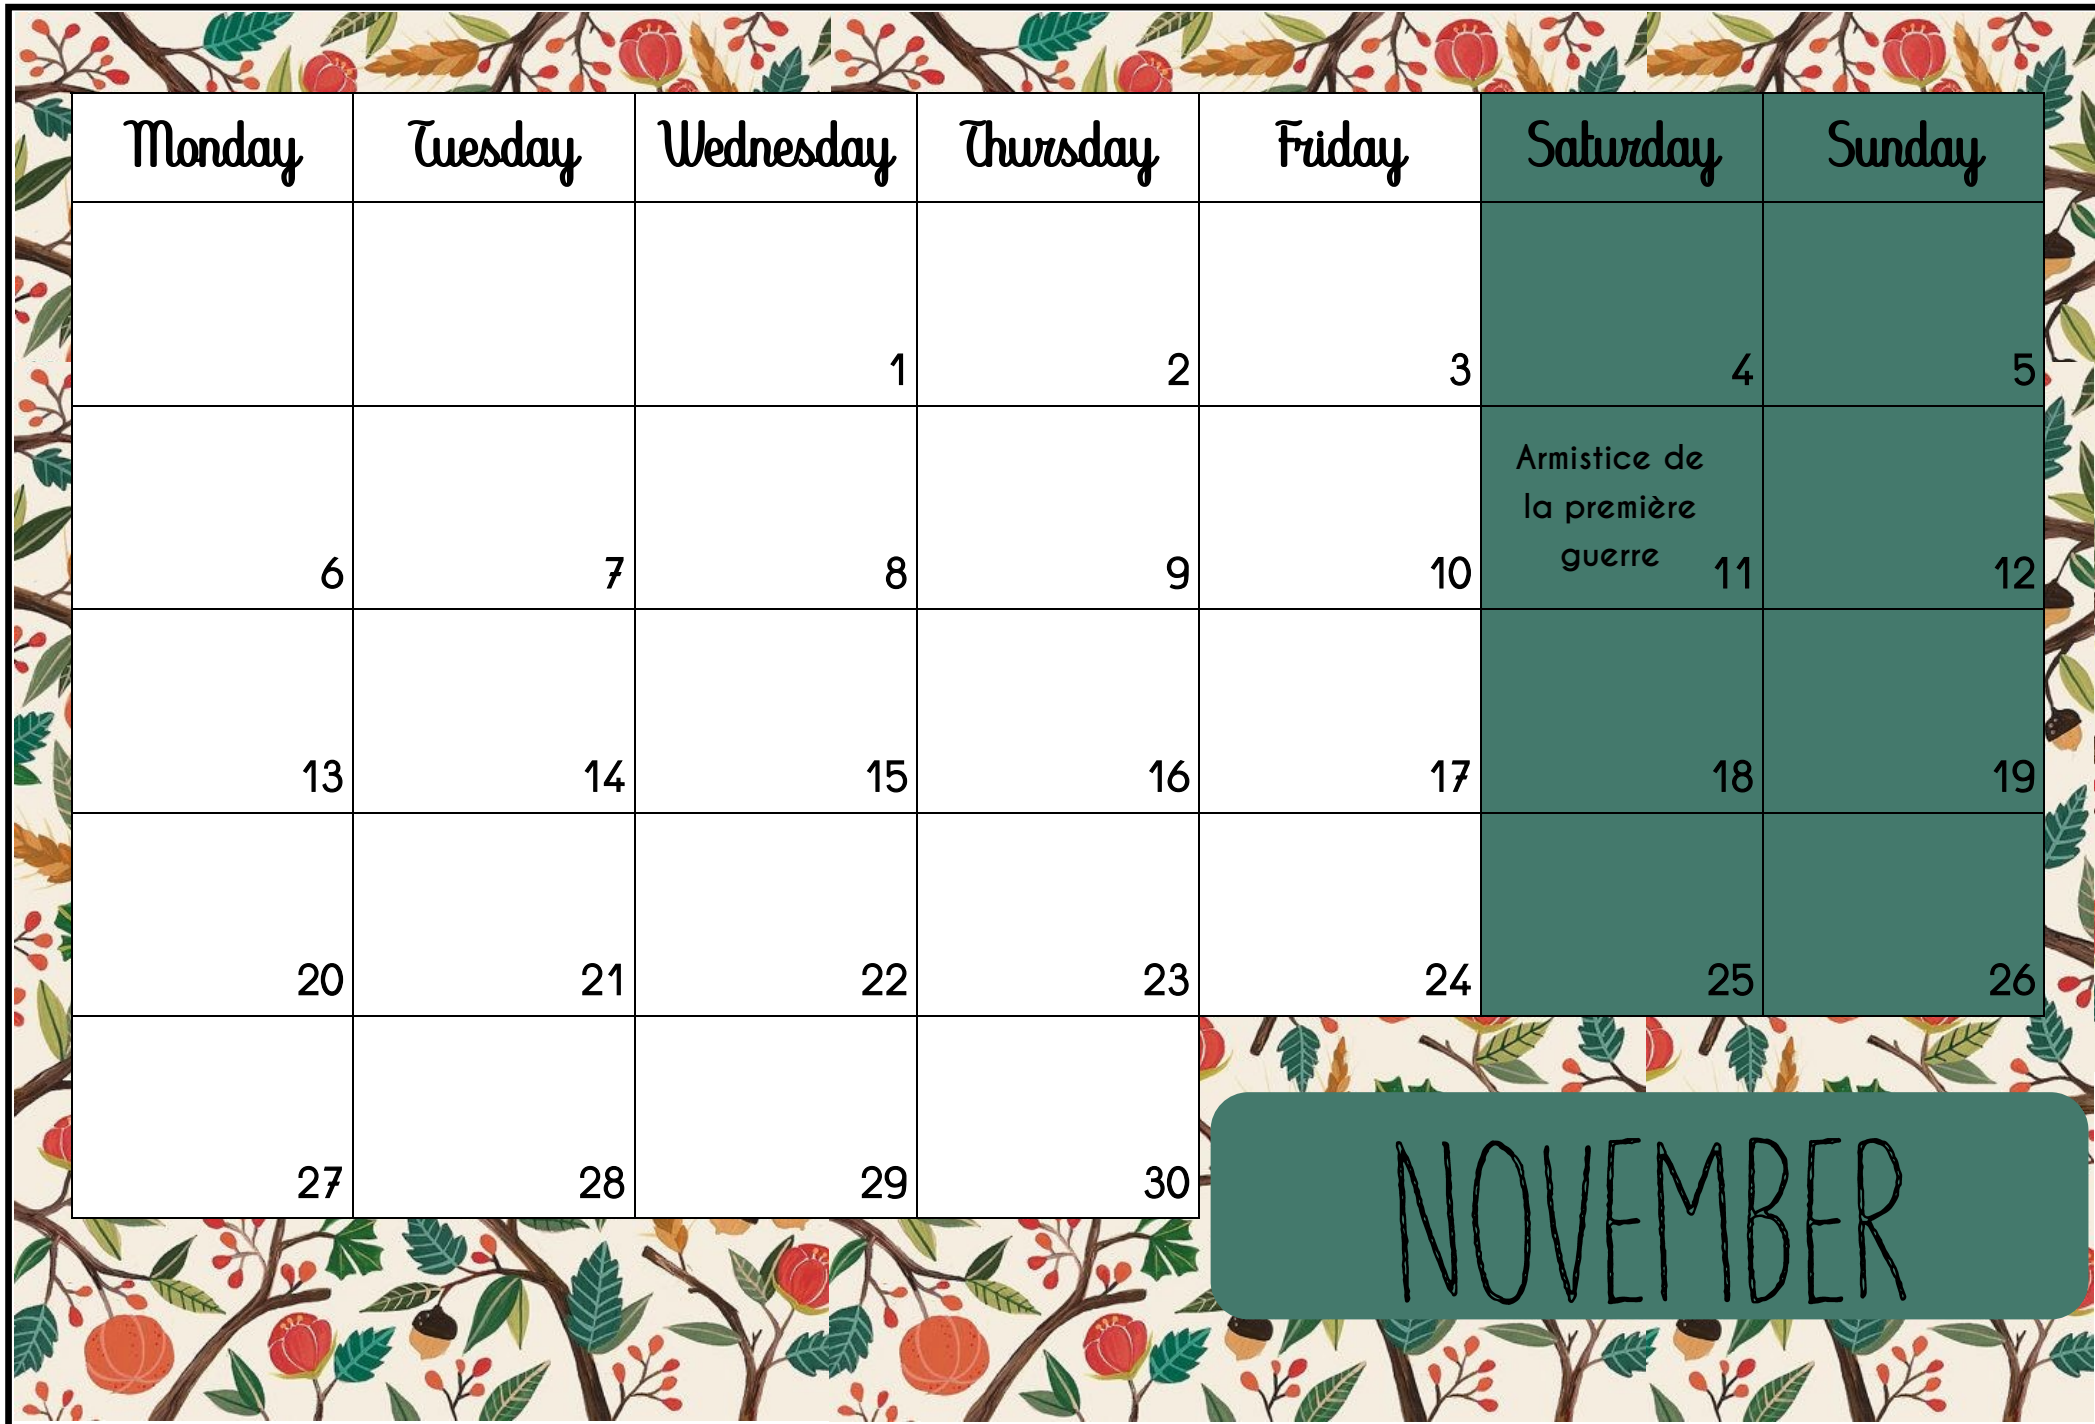 Monday Tuesday Wednesday Thursday Friday Saturday Sunday
1 2 3 4 5
Armistice de
la première
guerre
6 7 8 9 10 11 12
13 14 15 16 17 18 19
20 21 22 23 24 25 26
27 28 29 30
NOVEMBER